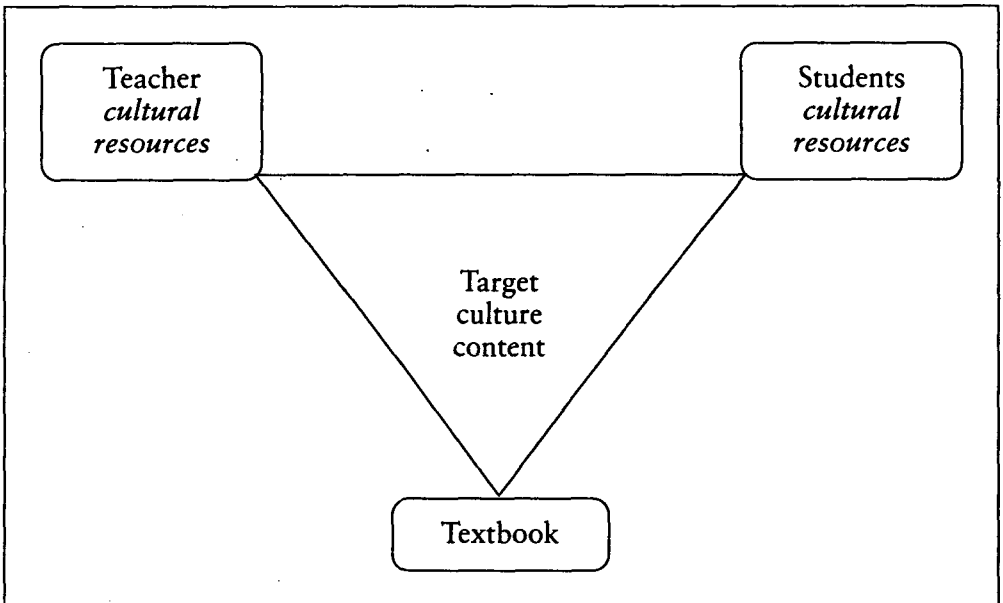 Teacher
cultural
resources
Students
cultural
resources
Target
culture
content
Textbook